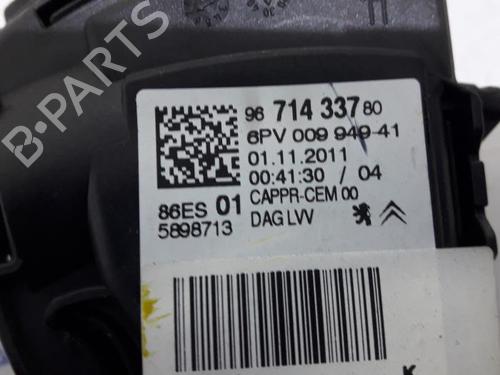 96 714 337 80
6PV 009 949-41
01.11.2011
00:41:30 / 04
86ES 01 CAPPR-CEM 00
5898713 DAG LVV
K
B-PARTS